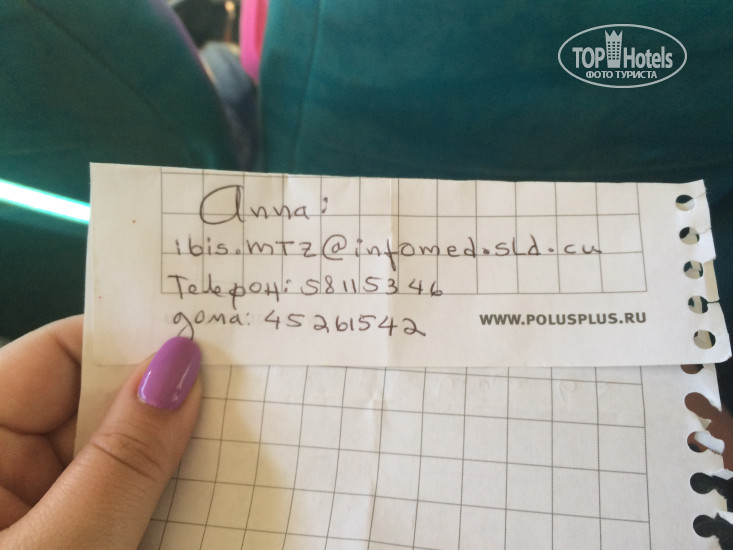 TOP Hotels
ФОТО ТУРИСТА
Anna:
ibis.mtz@infomed.sld.cu
Телефон: 58115346
дома: 45261542
WWW.POLUSPLUS.RU